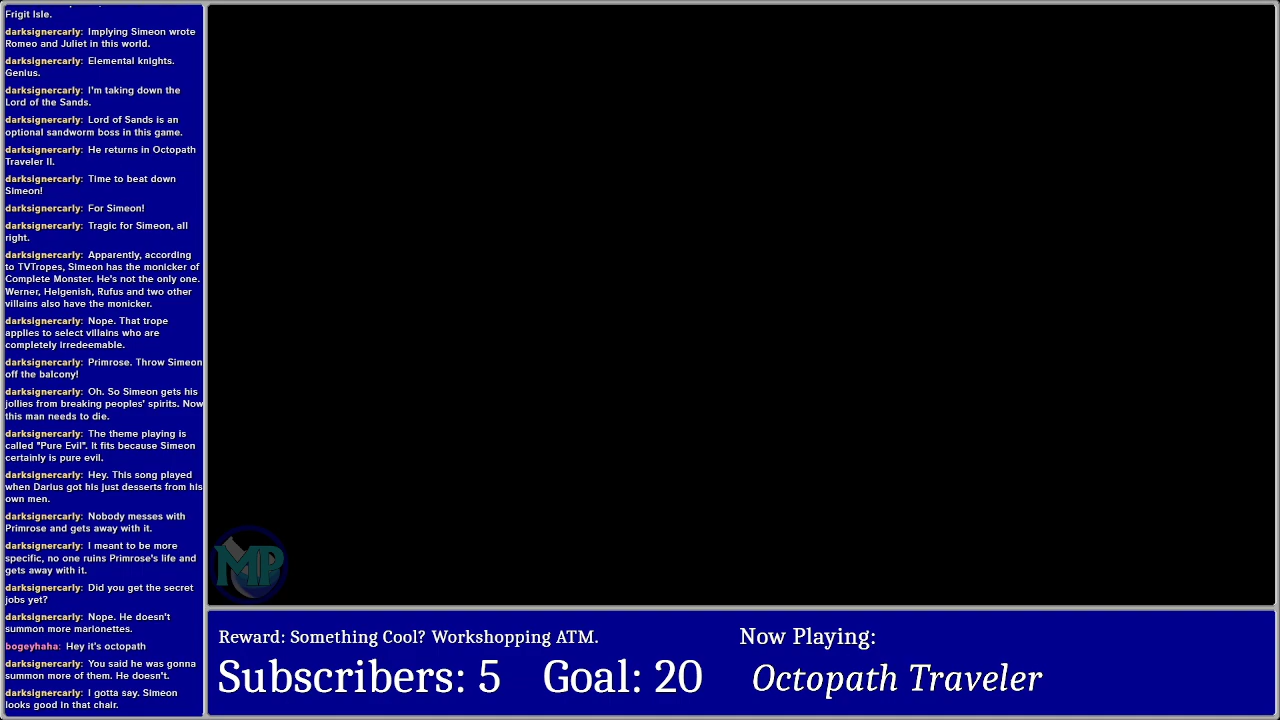 Frigit Isle.
darksignercarly: Implying Simeon wrote
Romeo and Juliet in this world.
darksignercarly: Elemental knights.
Genius.
darksignercarly: I'm taking down the
Lord of the Sands.
darksignercarly: Lord of Sands is an
optional sandworm boss in this game.
darksignercarly: He returns in Octopath
Traveler II.
darksignercarly: Time to beat down
Simeon!
darksignercarly: For Simeon!
darksignercarly: Tragic for Simeon, all
right.
darksignercarly: Apparently, according
to TVTropes, Simeon has the monicker of
Complete Monster. He's not the only one.
Werner, Helgenish, Rufus and two other
villains also have the monicker.
darksignercarly: Nope. That trope
applies to select villains who are
completely irredeemable.
darksignercarly: Primrose. Throw Simeon
off the balcony!
darksignercarly: Oh. So Simeon gets his
jollies from breaking peoples' spirits. Now
this man needs to die.
darksignercarly: The theme playing is
called "Pure Evil". It fits because Simeon
certainly is pure evil.
darksignercarly: Hey. This song played
when Darius got his just desserts from his
own men.
darksignercarly: Nobody messes with
Primrose and gets away with it.
darksignercarly: I meant to be more
specific, no one ruins Primrose's life and
gets away with it.
darksignercarly: Did you get the secret
jobs yet?
darksignercarly: Nope. He doesn't
summon more marionettes.
bogeyhaha: Hey it's octopath
darksignercarly: You said he was gonna
summon more of them. He doesn't.
darksignercarly: I gotta say. Simeon
looks good in that chair.
MP
Reward: Something Cool? Workshopping ATM.
Subscribers: 5 Goal: 20
Now Playing:
Octopath Traveler